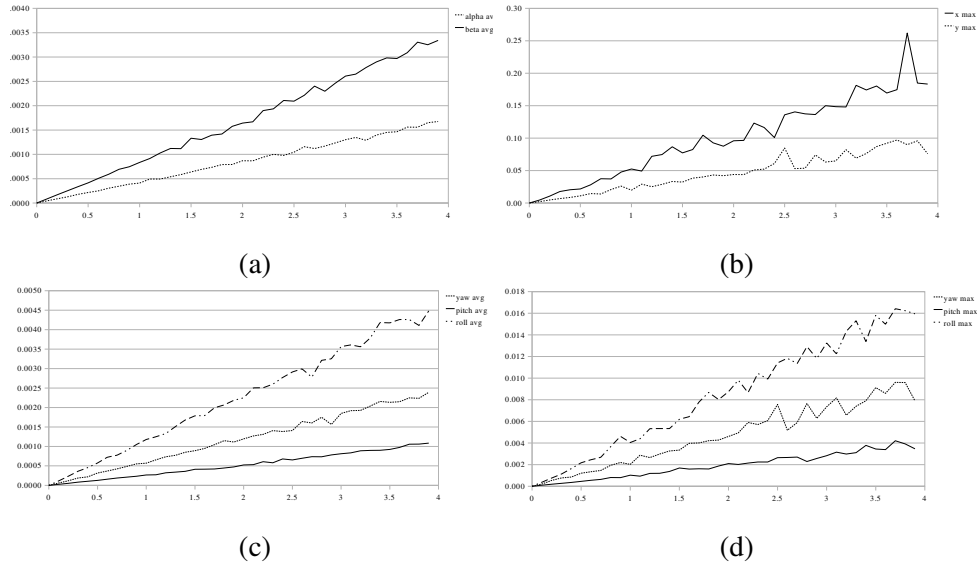 .0040
.0035
.0030
.0025
.0020
.0015
.0010
.0005
.0000
0 0.5 1 1.5 2 2.5 3 3.5 4
alpha av
beta avg
(a)
0.30
0.25
0.20
0.15
0.10
0.05
0.00
0 0.5 1 1.5 2 2.5 3 3.5 4
x max
y max
(b)
0.0050
0.0045
0.0040
0.0035
0.0030
0.0025
0.0020
0.0015
0.0010
0.0005
0.0000
0 0.5 1 1.5 2 2.5 3 3.5 4
yaw avg
pitch avg
roll avg
(c)
0.018
0.016
0.014
0.012
0.010
0.008
0.006
0.004
0.002
0.000
0 0.5 1 1.5 2 2.5 3 3.5 4
yaw max
pitch max
roll max
(d)